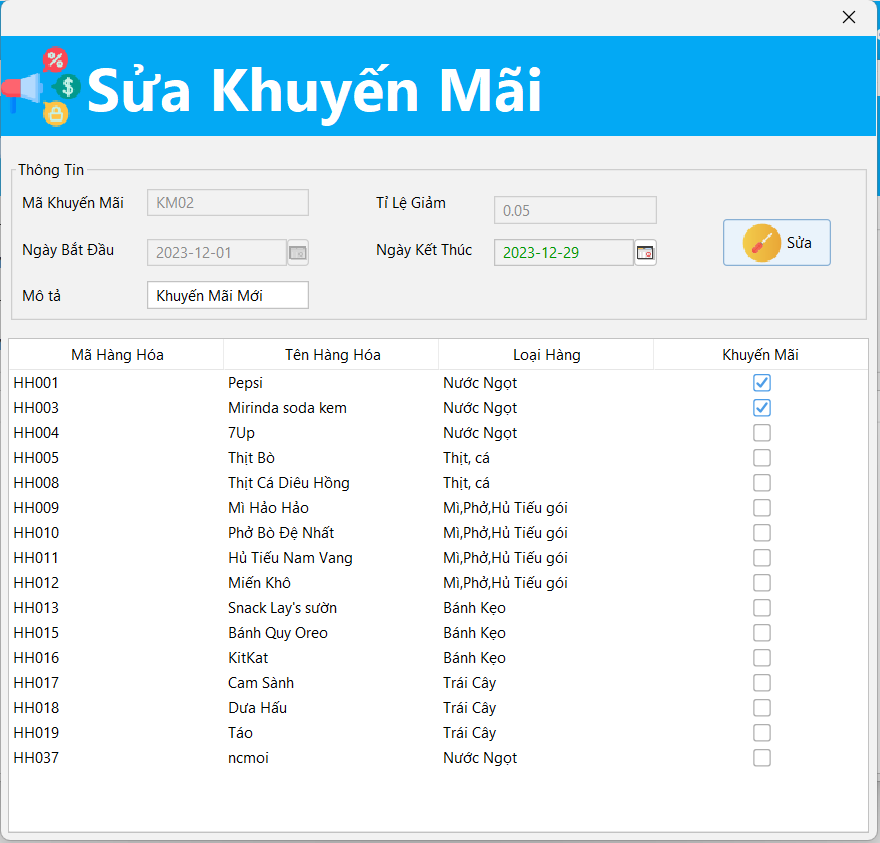 Sửa Khuyến Mãi
Thông Tin
Mã Khuyến Mãi KM02 Tỉ Lệ Giảm 0.05
Ngày Bắt Đầu 2023-12-01 Ngày Kết Thúc 2023-12-29 Sửa
Mô tả Khuyến Mãi Mới
Mã Hàng Hóa Tên Hàng Hóa Loại Hàng Khuyến Mãi
HH001 Pepsi Nước Ngọt
HH003 Mirinda soda kem Nước Ngọt
HH004 7Up Nước Ngọt
HH005 Thịt Bò Thịt, cá
HH008 Thịt Cá Diêu Hồng Thịt, cá
HH009 Mì Hảo Hảo Mì,Phở,Hủ Tiếu gói
HH010 Phở Bò Đệ Nhất Mì,Phở,Hủ Tiếu gói
HH011 Hủ Tiếu Nam Vang Mì,Phở,Hủ Tiếu gói
HH012 Miến Khô Mì,Phở,Hủ Tiếu gói
HH013 Snack Lay's sườn Bánh Kẹo
HH015 Bánh Quy Oreo Bánh Kẹo
HH016 KitKat Bánh Kẹo
HH017 Cam Sành Trái Cây
HH018 Dưa Hấu Trái Cây
HH019 Táo Trái Cây
HH037 ncmoi Nước Ngọt